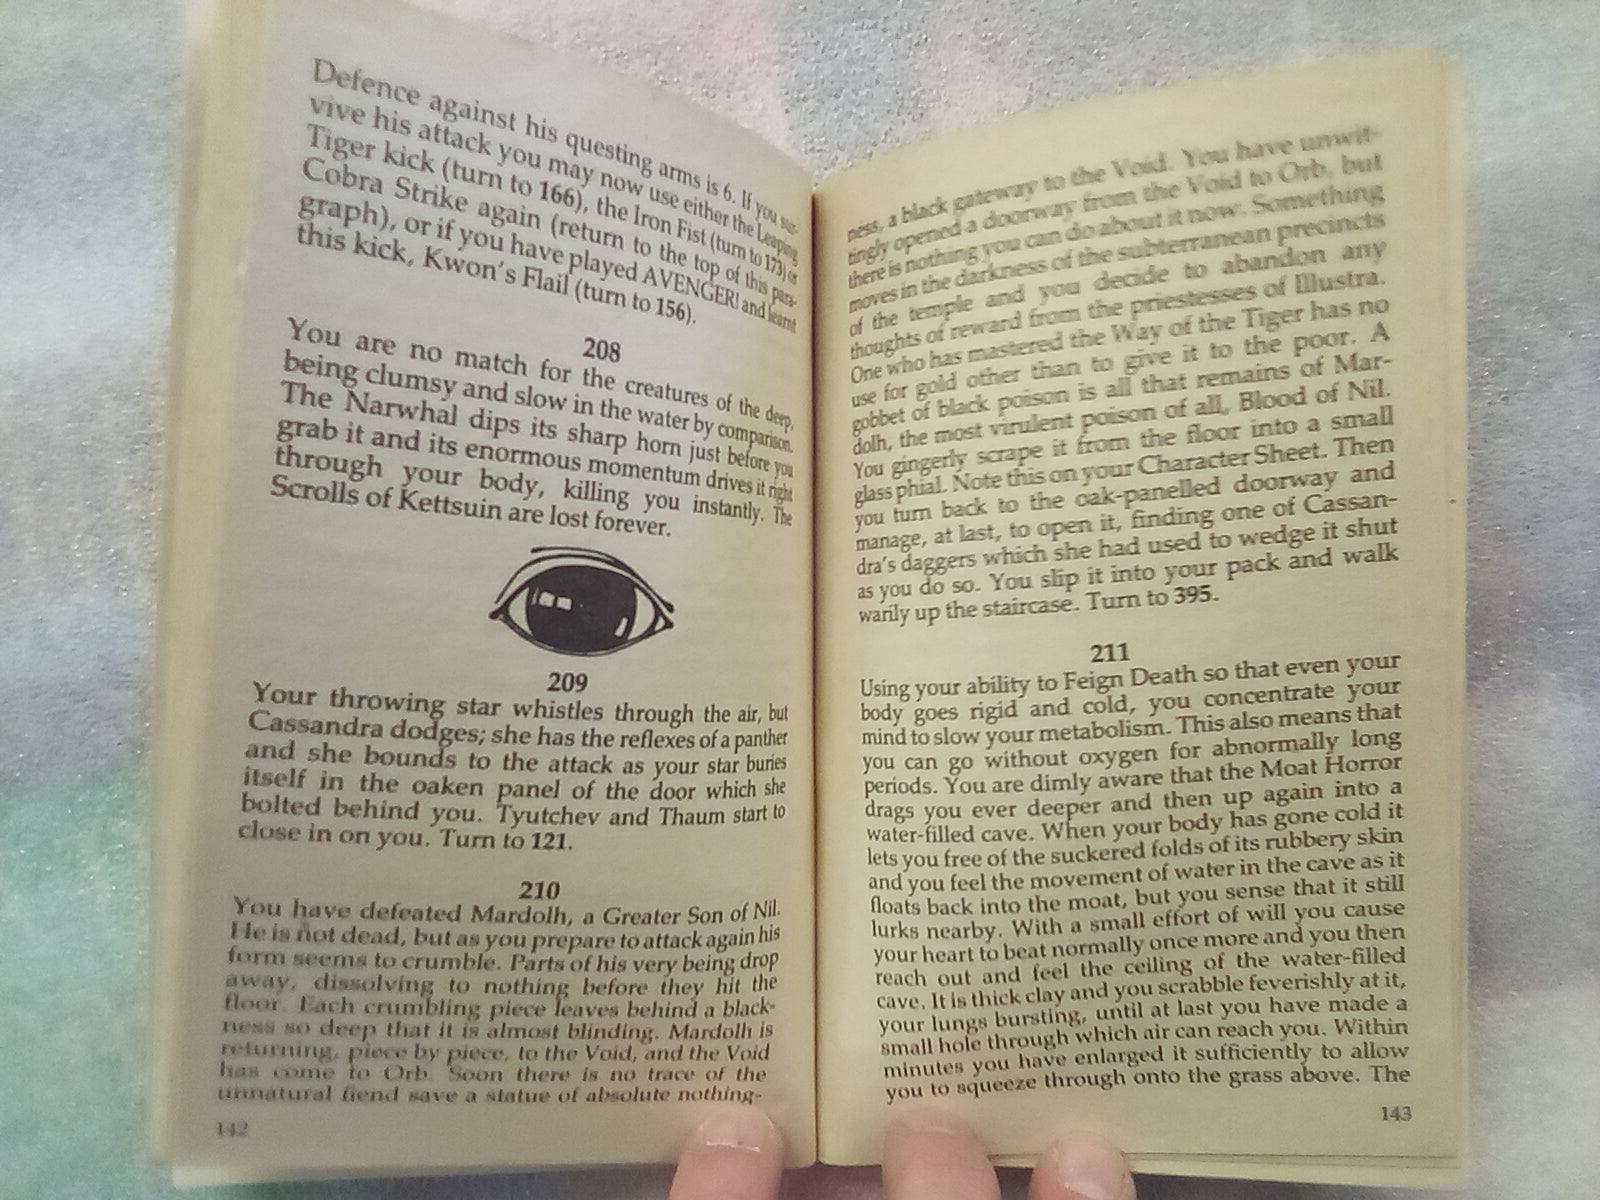 Defence against his questing arms is 6. If you sur-
vive his attack you may now use either the Leaping
Tiger kick (turn to 166), the Iron Fist (turn to 173) or
Cobra Strike again (return to the top of this para-
graph), or if you have played AVENGER! and learnt
this kick, Kwon's Flail (turn to 156).
208
You are no match for the creatures of the deep,
being clumsy and slow in the water by comparison.
The Narwhal dips its sharp horn just before you
grab it and its enormous momentum drives it right
through your body, killing you instantly. The
Scrolls of Kettsuin are lost forever.
209
Your throwing star whistles through the air, but
Cassandra dodges; she has the reflexes of a panther
and she bounds to the attack as your star buries
itself in the oaken panel of the door which she
bolted behind you. Tyutchev and Thaum start to
close in on you. Turn to 121.
210
You have defeated Mardolh, a Greater Son of Nil.
He is not dead, but as you prepare to attack again his
form seems to crumble. Parts of his very being drop
away, dissolving to nothing before they hit the
floor. Each crumbling piece leaves behind a black-
ness so deep that it is almost blinding. Mardolh is
returning, piece by piece, to the Void, and the Void
has come to Orb. Soon there is no trace of the
unnatural fiend save a statue of absolute nothing-
142
ness, a black gateway to the Void. You have unwit-
tingly opened a doorway from the Void to Orb, but
there is nothing you can do about it now. Something
moves in the darkness of the subterranean precincts
of the temple and you decide to abandon any
thoughts of reward from the priestesses of Illustra.
One who has mastered the Way of the Tiger has no
use for gold other than to give it to the poor. A
gobbet of black poison is all that remains of Mar-
dolh, the most virulent poison of all, Blood of Nil.
You gingerly scrape it from the floor into a small
glass phial. Note this on your Character Sheet. Then
you turn back to the oak-panelled doorway and
manage, at last, to open it, finding one of Cassan-
dra's daggers which she had used to wedge it shut
as you do so. You slip it into your pack and walk
warily up the staircase. Turn to 395.
211
Using your ability to Feign Death so that even your
body goes rigid and cold, you concentrate your
mind to slow your metabolism. This also means that
you can go without oxygen for abnormally long
periods. You are dimly aware that the Moat Horror
drags you ever deeper and then up again into a
water-filled cave. When your body has gone cold it
lets you free of the suckered folds of its rubbery skin
and you feel the movement of water in the cave as it
floats back into the moat, but you sense that it still
lurks nearby. With a small effort of will you cause
your heart to beat normally once more and you then
reach out and feel the ceiling of the water-filled
cave. It is thick clay and you scrabble feverishly at it,
your lungs bursting, until at last you have made a
small hole through which air can reach you. Within
minutes you have enlarged it sufficiently to allow
you to squeeze through onto the grass above. The
143